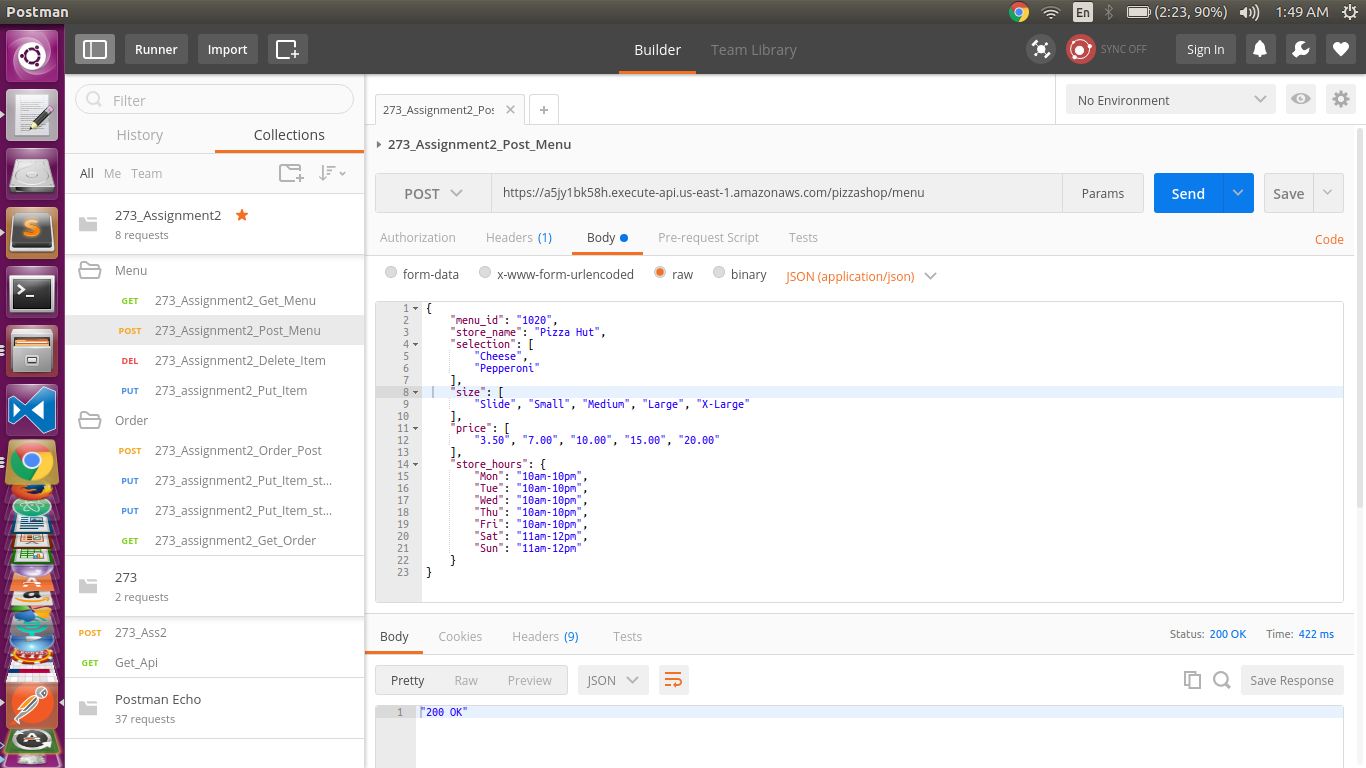 Postman
En
(2:23, 90%)
1:49 AM
Runner
Import
Builder
Team Library
SYNC OFF
Sign In
Filter
History
Collections
All
Me
Team
273_Assignment2
8 requests
Menu
GET 273_Assignment2_Get_Menu
POST 273_Assignment2_Post_Menu
DEL 273_Assignment2_Delete_Item
PUT 273_assignment2_Put_Item
Order
POST 273_Assignment2_Order_Post
PUT 273_assignment2_Put_Item_st...
PUT 273_assignment2_Put_Item_st...
GET 273_assignment2_Get_Order
273
2 requests
POST 273_Ass2
GET Get_Api
Postman Echo
37 requests
273_Assignment2_Pos
No Environment
273_Assignment2_Post_Menu
POST
https://a5jy1bk58h.execute-api.us-east-1.amazonaws.com/pizzashop/menu
Params
Send
Save
Authorization
Headers (1)
Body
Pre-request Script
Tests
Code
form-data
x-www-form-urlencoded
raw
binary
JSON (application/json)
1 {
2 "menu_id": "1020",
3 "store_name": "Pizza Hut",
4 "selection": [
5 "Cheese",
6 "Pepperoni"
7 ],
8 "size": [
9 "Slide", "Small", "Medium", "Large", "X-Large"
10 ],
11 "price": [
12 "3.50", "7.00", "10.00", "15.00", "20.00"
13 ],
14 "store_hours": {
15 "Mon": "10am-10pm",
16 "Tue": "10am-10pm",
17 "Wed": "10am-10pm",
18 "Thu": "10am-10pm",
19 "Fri": "10am-10pm",
20 "Sat": "11am-12pm",
21 "Sun": "11am-12pm"
22 }
23 }
Body
Cookies
Headers (9)
Tests
Status: 200 OK
Time: 422 ms
Pretty
Raw
Preview
JSON
Save Response
1 "200 OK"